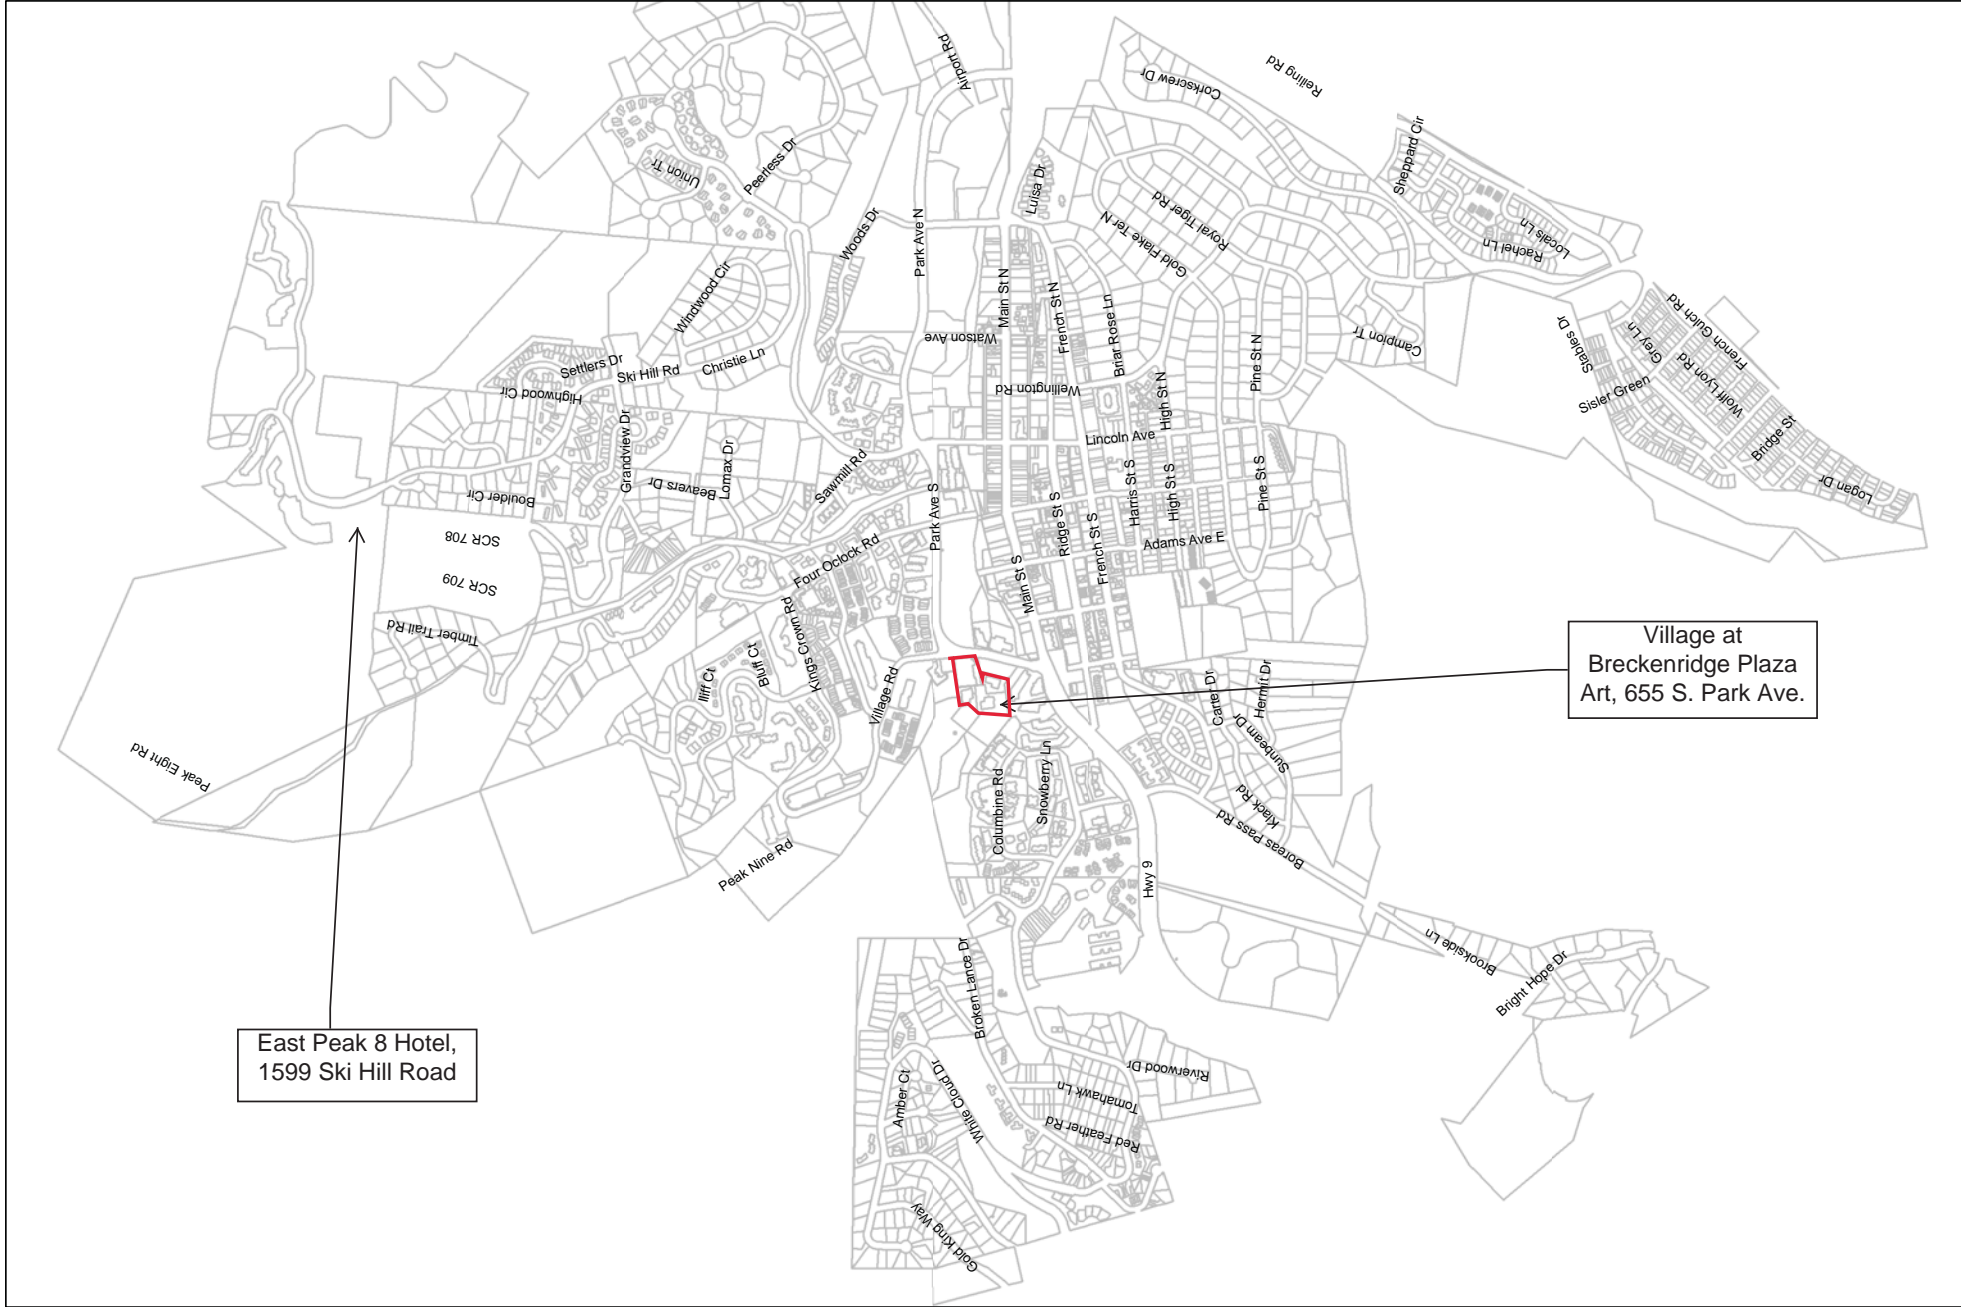 Airport Rd
Reiling Rd
Corkscrew Dr
Sheppard Cir
Peerless Dr
Union Tr
Luisa Dr
Royal Tiger Rd
Gold Flake Ter N
Woods Dr
Park Ave N
Locals Ln
Rachel Ln
Windwood Cir
Main St N
French St N
Briar Rose Ln
Watson Ave
Campion Tr
Pine St N
Stables Dr
Grey Ln
French Gulch Rd
Wolff Lyon Rd
Sisler Green
Settlers Dr
Ski Hill Rd
Christie Ln
Highwood Cir
Wellington Rd
High St N
Lincoln Ave
Bridge St
Logan Dr
Grandview Dr
Lomax Dr
Beavers Dr
Sawmill Rd
Boulder Cir
Park Ave S
Ridge St S
French St S
Harris St S
High St S
Pine St S
Adams Ave E
SCR 708
SCR 709
Four Oclock Rd
Main St S
Timber Trail Rd
Kings Crown Rd
Bluff Ct
Iliff Ct
Village Rd
Carter Dr
Hermit Dr
Sunbeam Dr
Village at
Breckenridge Plaza
Art, 655 S. Park Ave.
Peak Eight Rd
Columbine Rd
Snowberry Ln
Klack Rd
Boreas Pass Rd
Peak Nine Rd
Hwy 9
Broken Lance Dr
Brookside Ln
Bright Hope Dr
East Peak 8 Hotel,
1599 Ski Hill Road
Amber Ct
White Cloud Dr
Riverwood Dr
Tomahawk Ln
Red Feather Rd
Gold King Way